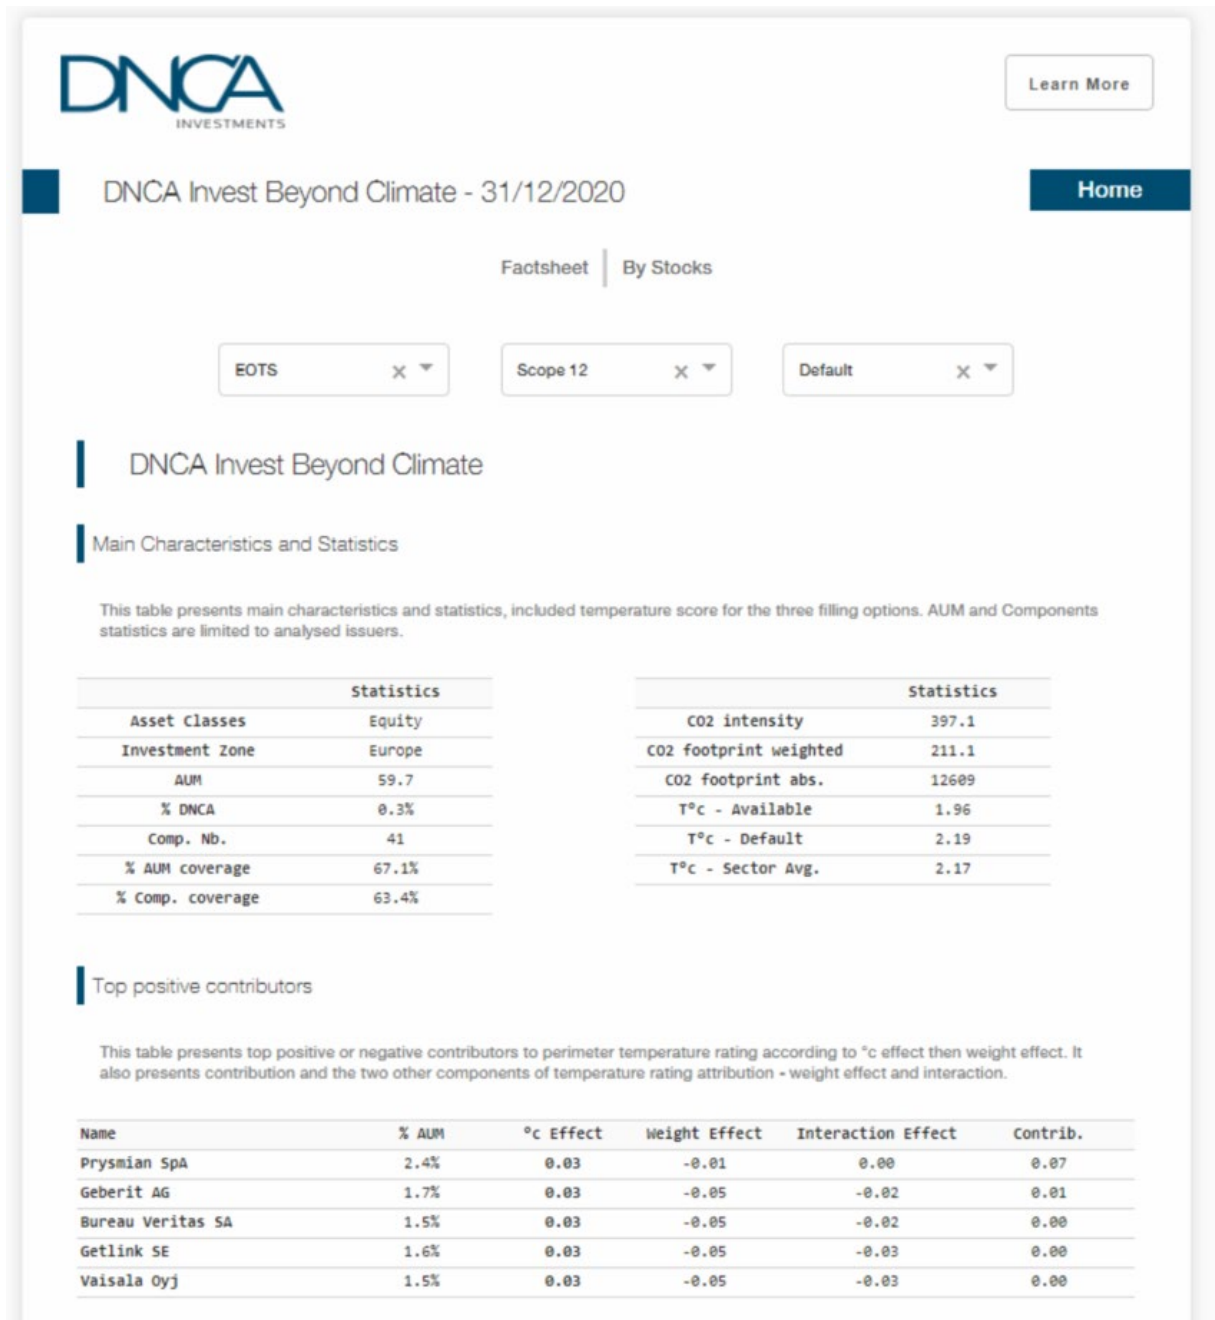 DNCA
INVESTMENTS
Learn More
DNCA Invest Beyond Climate - 31/12/2020
Home
Factsheet | By Stocks
EOTS
Scope 12
Default
DNCA Invest Beyond Climate
Main Characteristics and Statistics
This table presents main characteristics and statistics, included temperature score for the three filling options. AUM and Components
statistics are limited to analysed issuers.
Statistics
Asset Classes Equity
Investment Zone Europe
AUM 59.7
% DNCA 0.3%
Comp. Nb. 41
% AUM coverage 67.1%
% Comp. coverage 63.4%
Statistics
CO2 intensity 397.1
CO2 footprint weighted 211.1
CO2 footprint abs. 12609
T°c - Available 1.96
T°c - Default 2.19
T°c - Sector Avg. 2.17
Top positive contributors
This table presents top positive or negative contributors to perimeter temperature rating according to °c effect then weight effect. It
also presents contribution and the two other components of temperature rating attribution - weight effect and interaction.
Name % AUM °c Effect Weight Effect Interaction Effect Contrib.
Prysmian SpA 2.4% 0.03 -0.01 0.00 0.07
Geberit AG 1.7% 0.03 -0.05 -0.02 0.01
Bureau Veritas SA 1.5% 0.03 -0.05 -0.02 0.00
Getlink SE 1.6% 0.03 -0.05 -0.03 0.00
Vaisala Oyj 1.5% 0.03 -0.05 -0.03 0.00